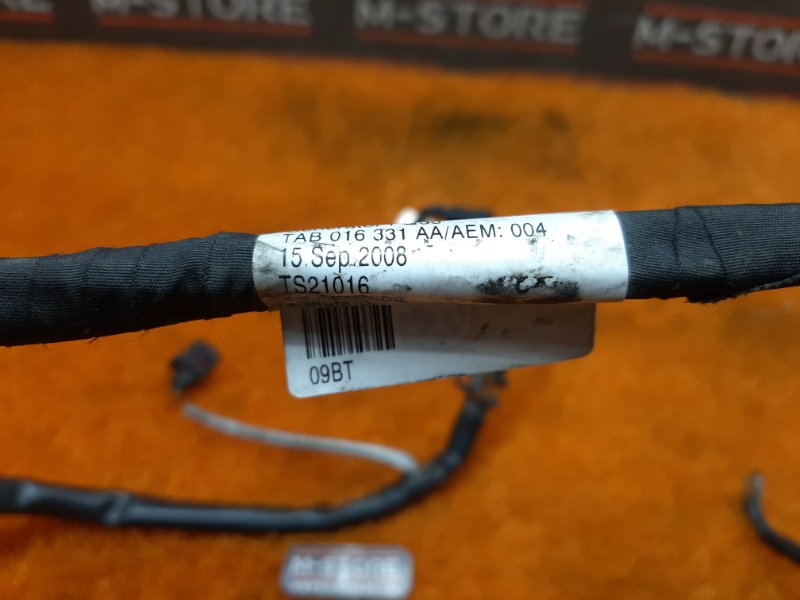 M-STORE
M-STORE
TAB 016 331 AA/AEM: 004
15.Sep.2008
TS21016
09BT
M-STORE